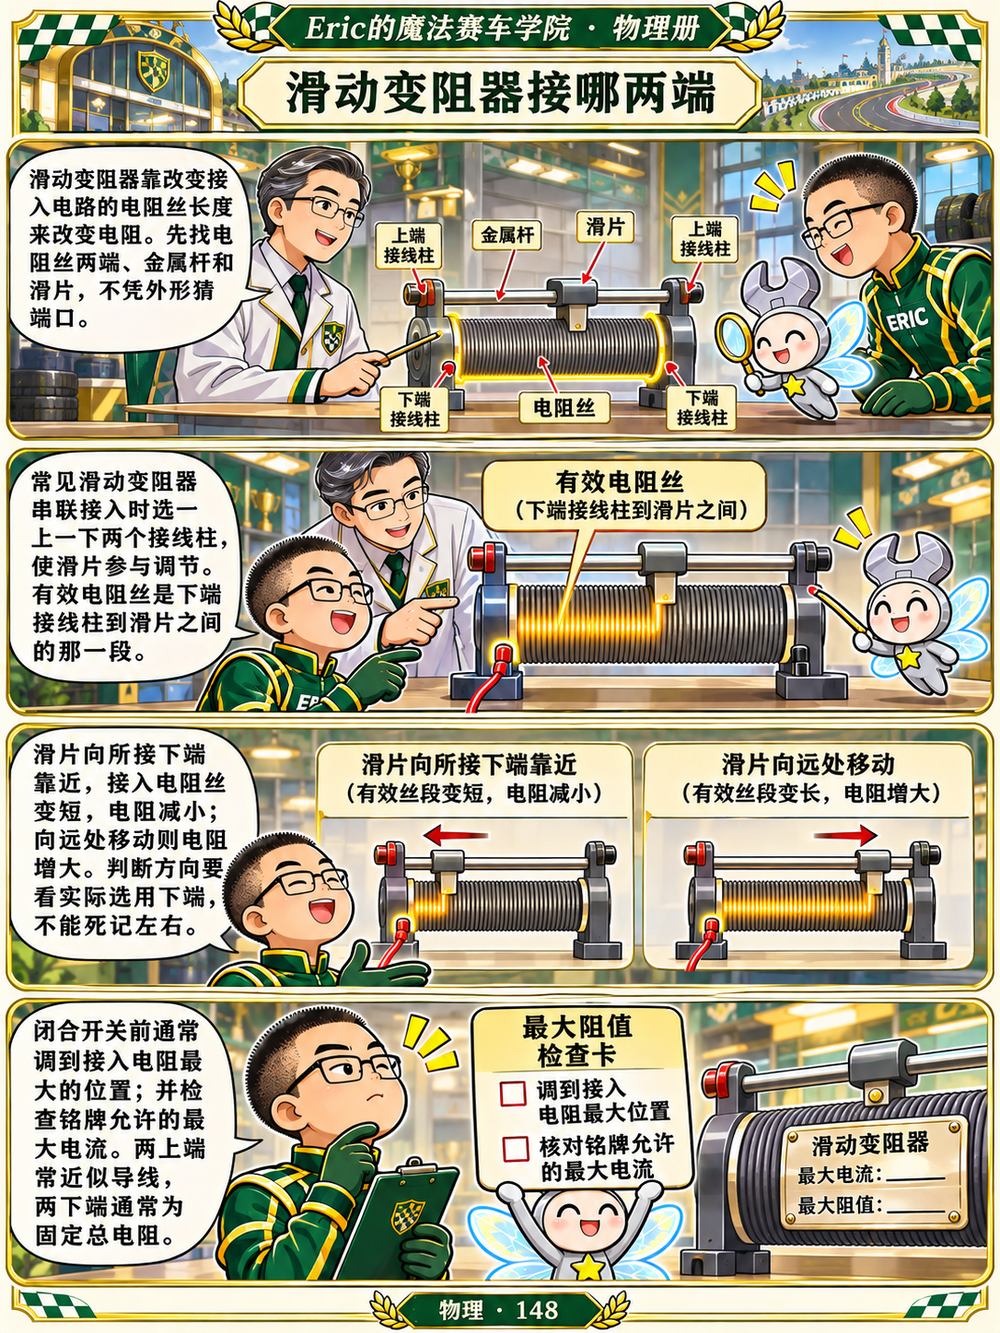 Eric的魔法赛车学院 · 物理册
滑动变阻器接哪两端
滑动变阻器靠改变接
入电路的电阻丝长度
来改变电阻。先找电
阻丝两端、金属杆和
滑片，不凭外形猜
端口。
上端
接线柱
金属杆
滑片
上端
接线柱
下端
接线柱
电阻丝
下端
接线柱
ERIC
常见滑动变阻器
串联接入时选一
上一下两个接线柱，
使滑片参与调节。
有效电阻丝是下端
接线柱到滑片之间
的那一段。
有效电阻丝
（下端接线柱到滑片之间）
ERIC
滑片向所接下端
靠近，接入电阻丝
变短，电阻减小；
向远处移动则电阻
增大。判断方向要
看实际选用下端，
不能死记左右。
滑片向所接下端靠近
（有效丝段变短，电阻减小）
滑片向远处移动
（有效丝段变长，电阻增大）
闭合开关前通常
调到接入电阻最
大的位置；并检
查铭牌允许的最
大电流。两上端
常近似导线，
两下端通常为
固定总电阻。
最大阻值
检查卡
调到接入
电阻最大位置
核对铭牌允许
的最大电流
滑动变阻器
最大电流：____
最大阻值：____
物理 · 148